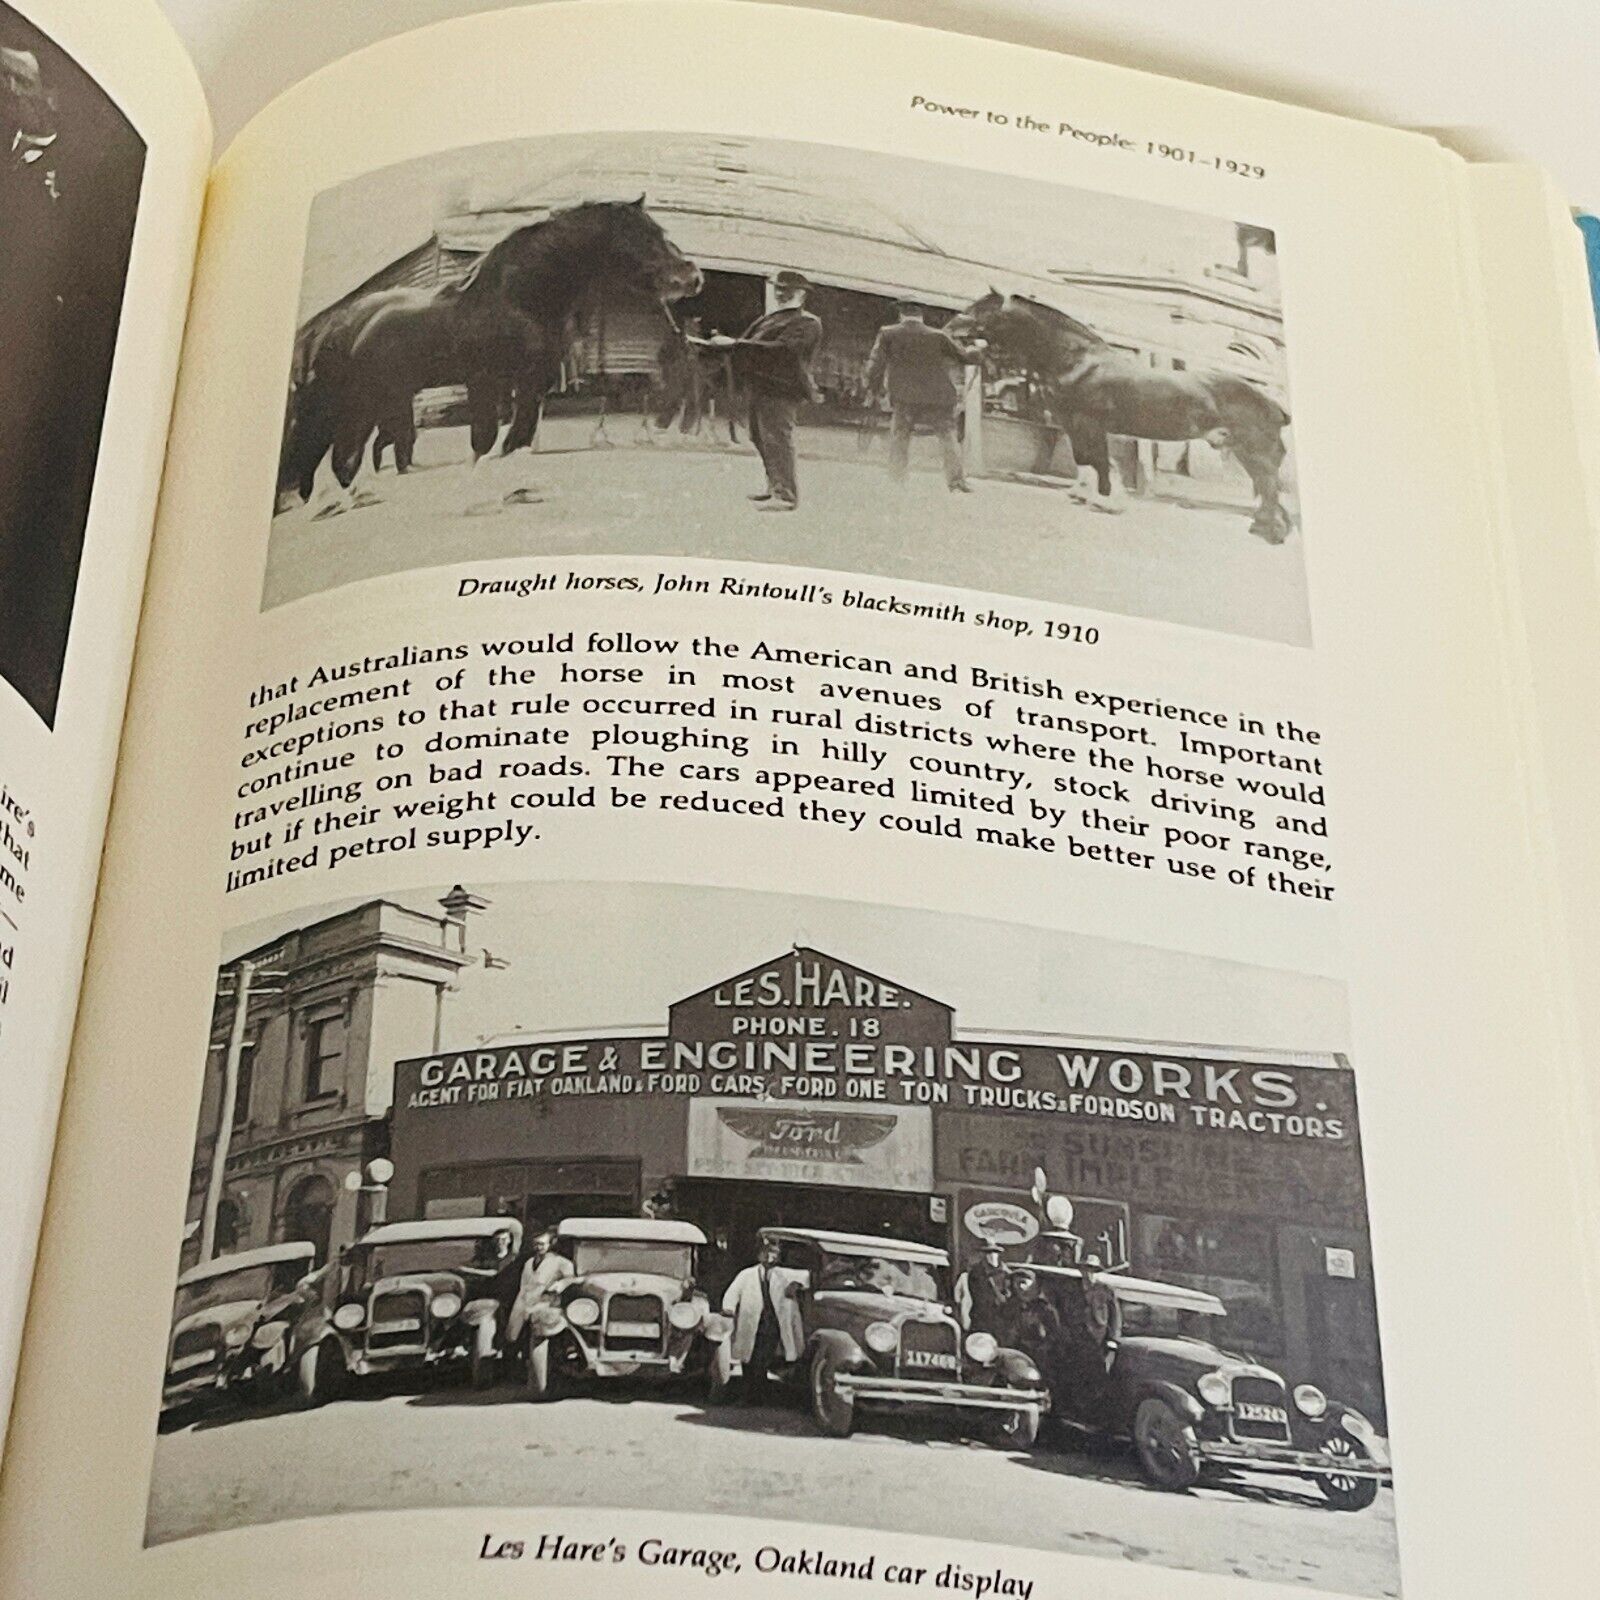 Power to the People: 1901–1929
Draught horses, John Rintoull's blacksmith shop, 1910
that Australians would follow the American and British experience in the
replacement of the horse in most avenues of transport. Important
exceptions to that rule occurred in rural districts where the horse would
continue to dominate ploughing in hilly country, stock driving and
travelling on bad roads. The cars appeared limited by their poor range,
but if their weight could be reduced they could make better use of their
limited petrol supply.
LES. HARE.
PHONE. 18
GARAGE & ENGINEERING WORKS.
AGENT FOR FIAT OAKLAND & FORD CARS, FORD ONE TON TRUCKS & FORDSON TRACTORS
Ford
SUNSHINE
FARM IMPLEMENTS
GARGOYLE
117468
Les Hare's Garage, Oakland car display
ire's
that
me